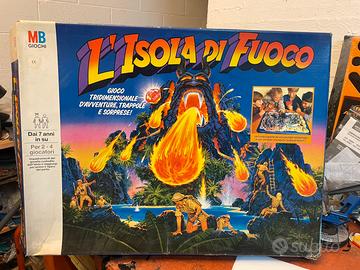 MB
GIOCHI
L'ISOLA DI FUOCO
GIOCO
TRIDIMENSIONALE
D'AVVENTURE, TRAPPOLE
E SORPRESE!
Dai 7 anni
in su
Per 2-4
giocatori
subito